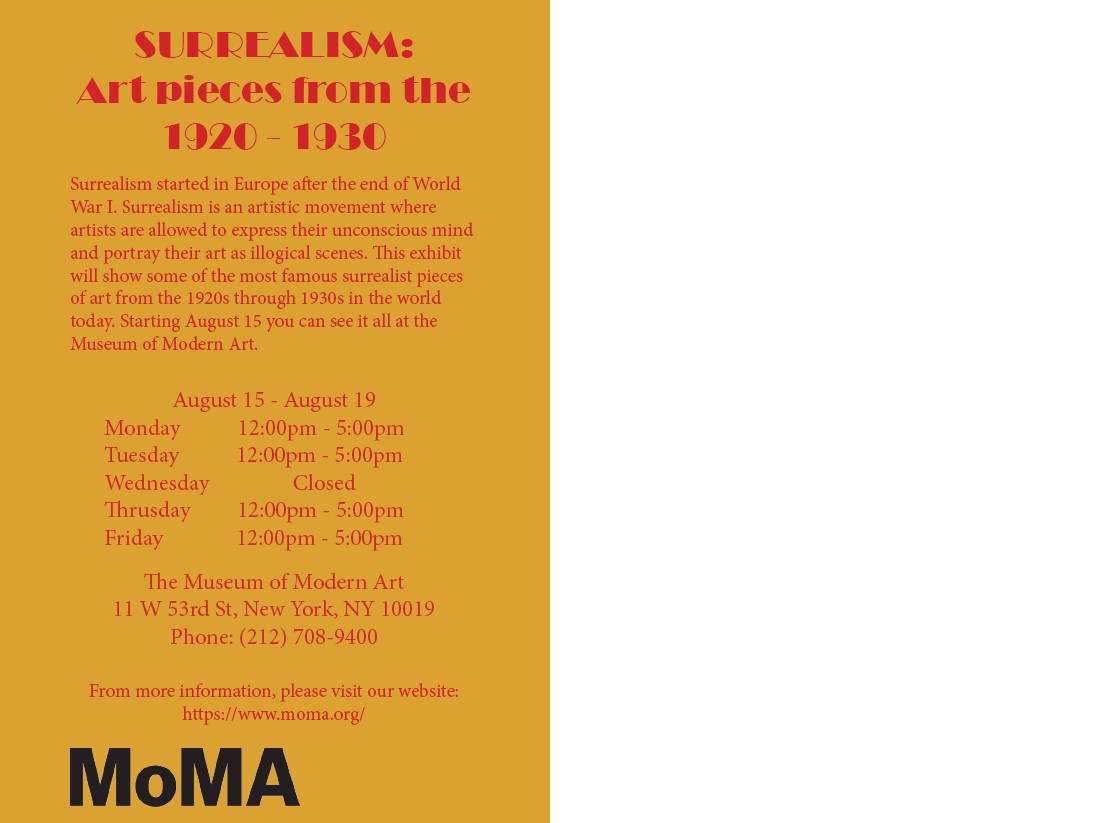 SURREALISM:
Art pieces from the
1920 - 1930
Surrealism started in Europe after the end of World
War I. Surrealism is an artistic movement where
artists are allowed to express their unconscious mind
and portray their art as illogical scenes. This exhibit
will show some of the most famous surrealist pieces
of art from the 1920s through 1930s in the world
today. Starting August 15 you can see it all at the
Museum of Modern Art.
August 15 - August 19
Monday 12:00pm - 5:00pm
Tuesday 12:00pm - 5:00pm
Wednesday Closed
Thrusday 12:00pm - 5:00pm
Friday 12:00pm - 5:00pm
The Museum of Modern Art
11 W 53rd St, New York, NY 10019
Phone: (212) 708-9400
From more information, please visit our website:
https://www.moma.org/
MoMA